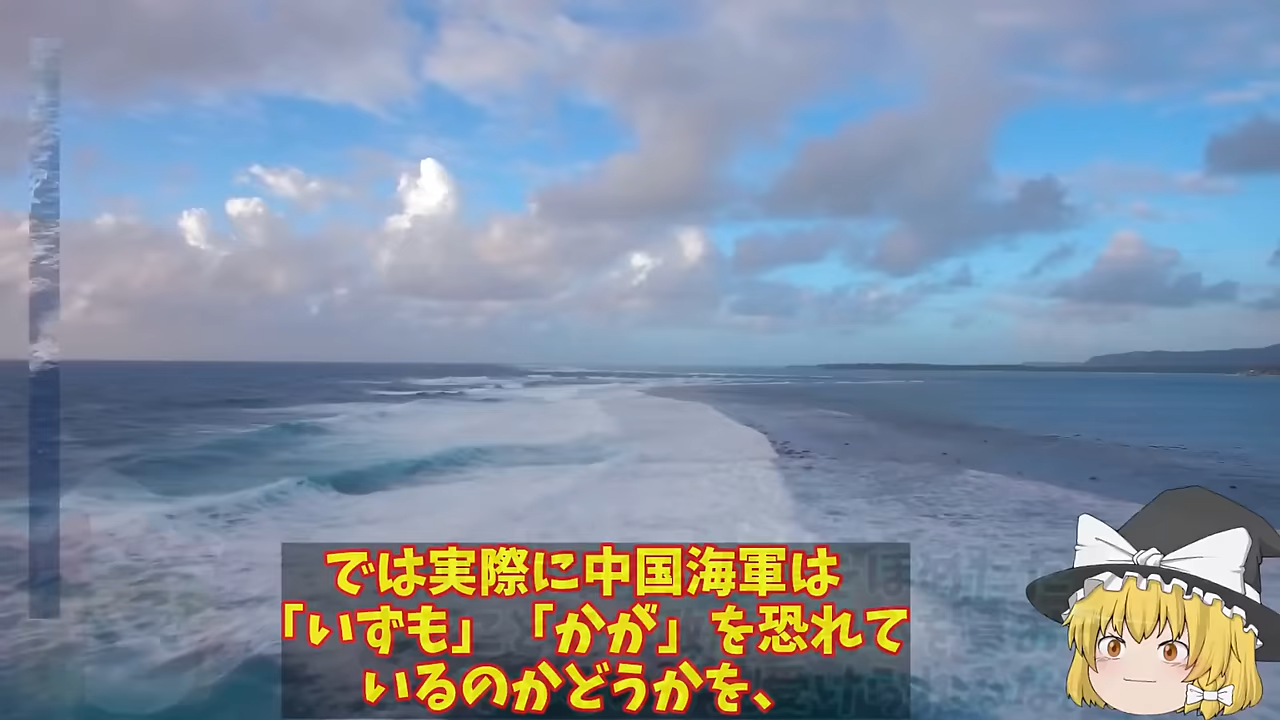 では実際に中国海軍は
「いずも」「かが」を恐れて
いるのかどうかを、